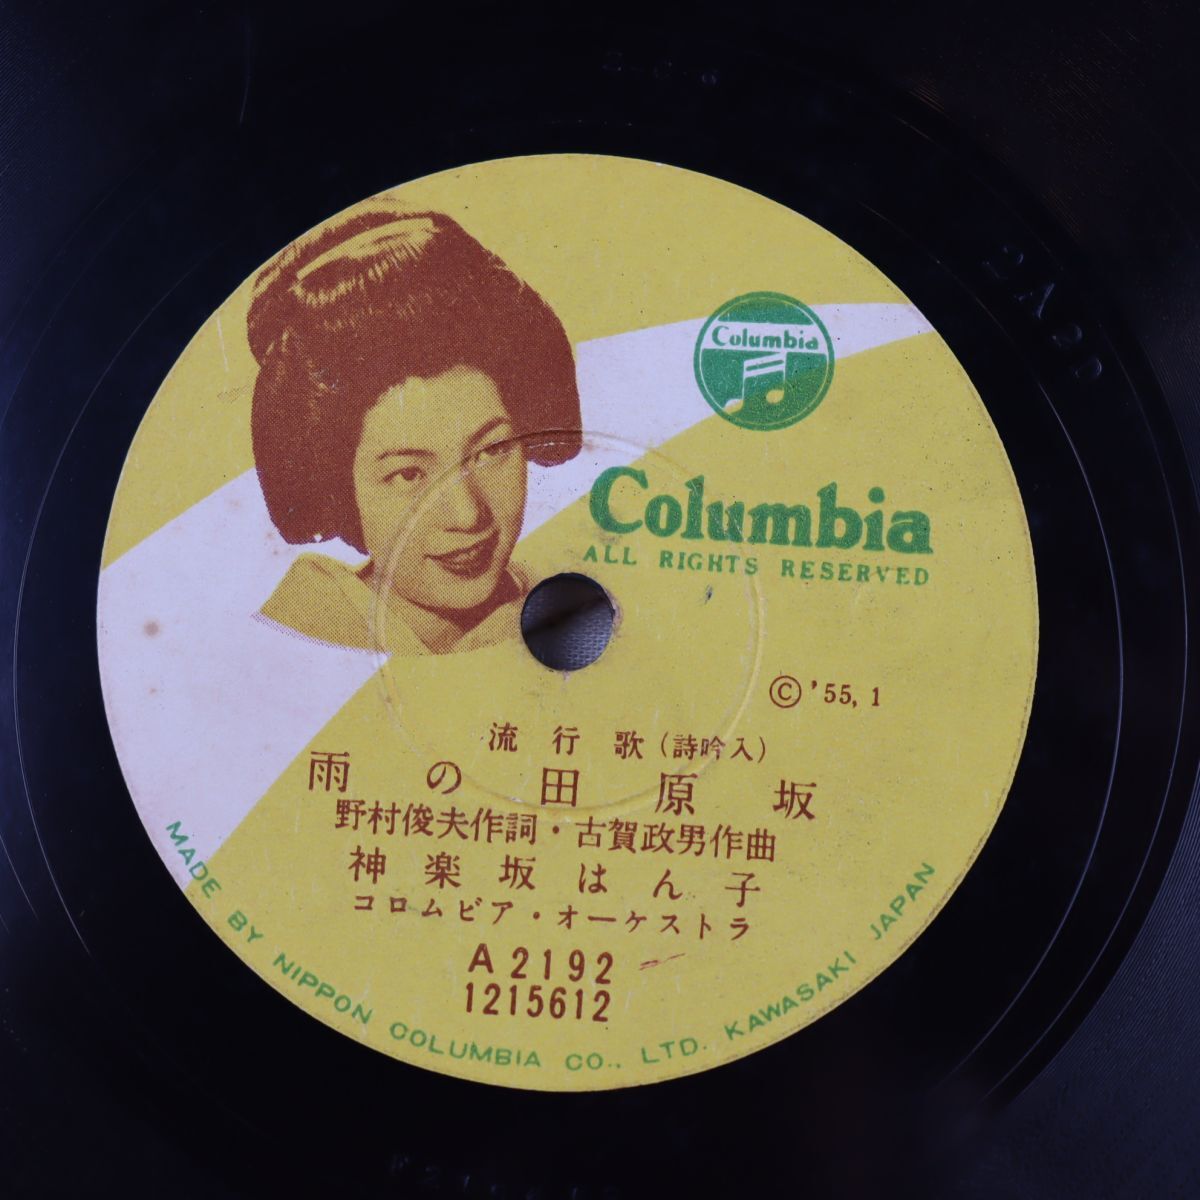 Columbia
Columbia
ALL RIGHTS RESERVED
© '55, 1
流行歌(詩吟入)
雨の田原坂
野村俊夫作詞・古賀政男作曲
神楽坂はん子
コロムビア・オーケストラ
A2192
1215612
MADE BY NIPPON COLUMBIA CO., LTD. KAWASAKI JAPAN
2A20